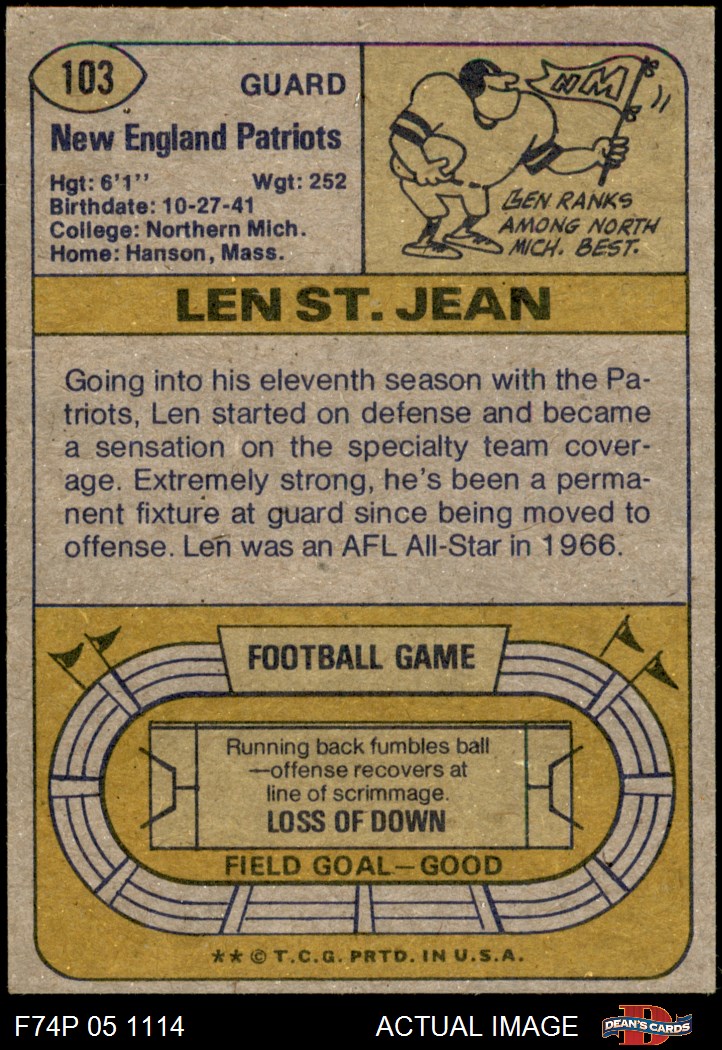 103
GUARD
New England Patriots
Hgt: 6'1'' Wgt: 252
Birthdate: 10-27-41
College: Northern Mich.
Home: Hanson, Mass.
NM
LEN RANKS
AMONG NORTH
MICH. BEST.
LEN ST. JEAN
Going into his eleventh season with the Pa-
triots, Len started on defense and became
a sensation on the specialty team cover-
age. Extremely strong, he's been a perma-
nent fixture at guard since being moved to
offense. Len was an AFL All-Star in 1966.
FOOTBALL GAME
Running back fumbles ball
—offense recovers at
line of scrimmage.
LOSS OF DOWN
FIELD GOAL—GOOD
** © T.C.G. PRTD. IN U.S.A.
F74P 05 1114 ACTUAL IMAGE
D
DEAN'S CARDS